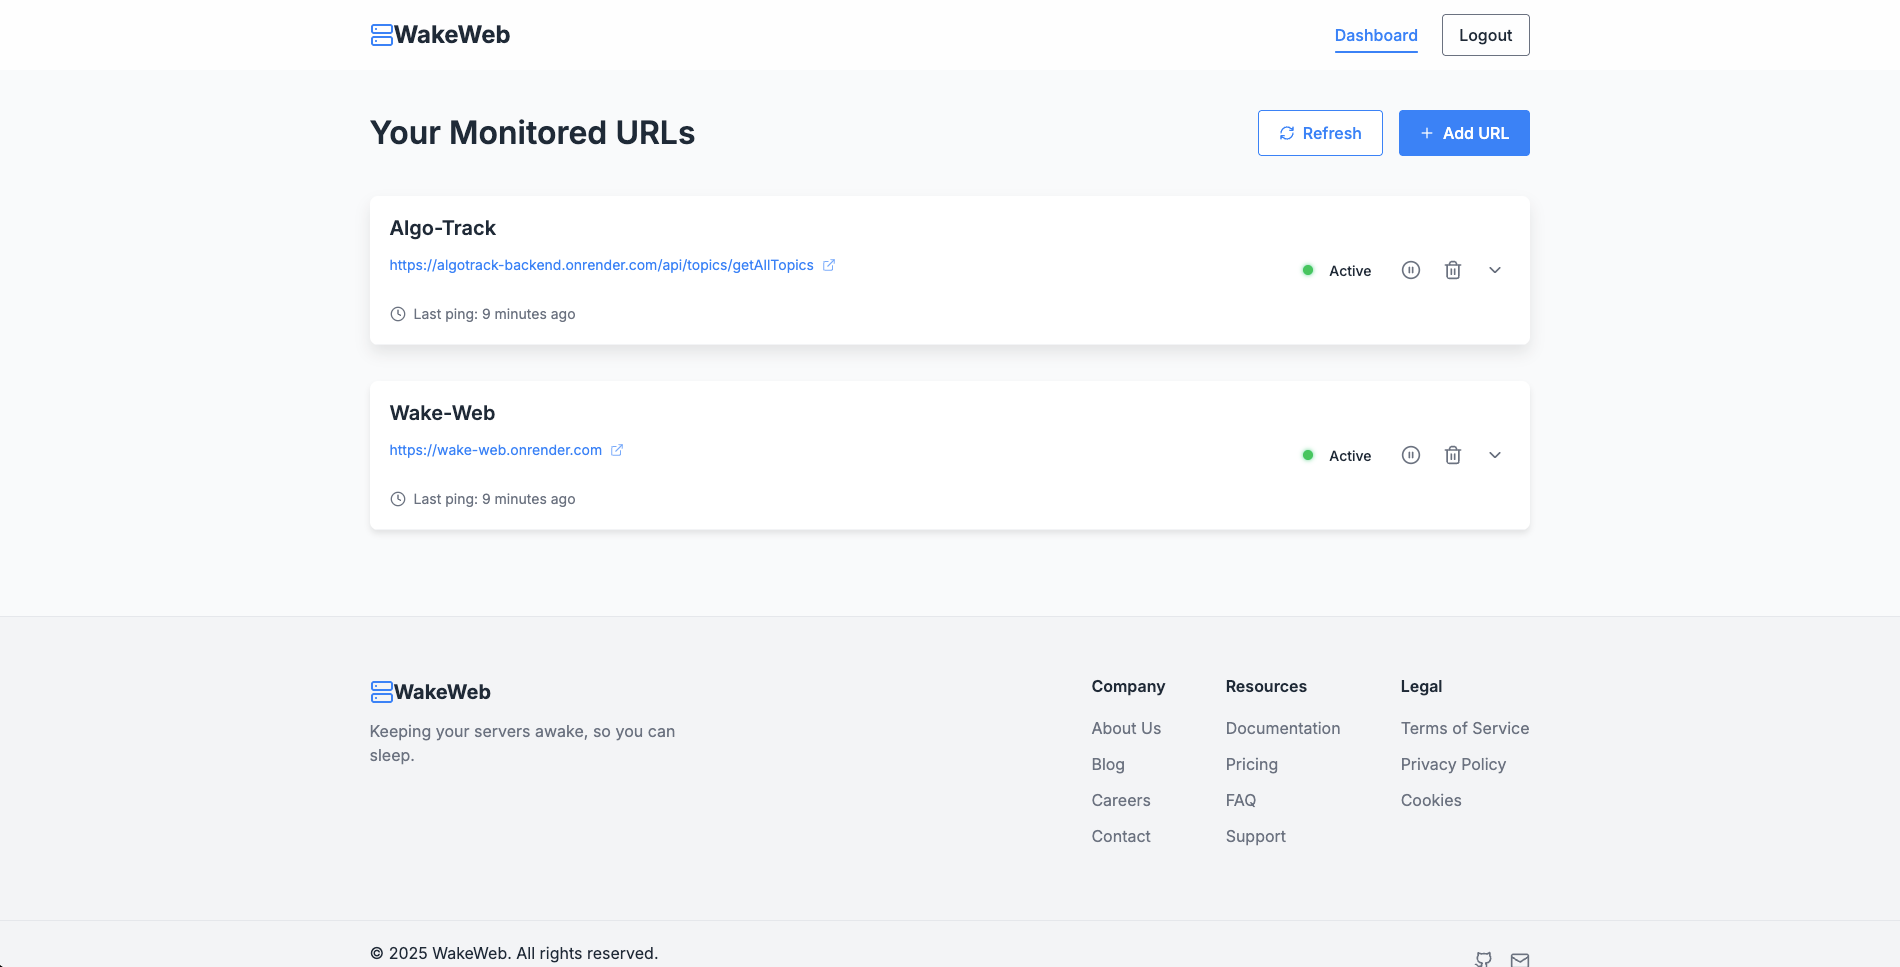 WakeWeb
Dashboard
Logout
Your Monitored URLs
Refresh
Add URL
Algo-Track
https://algotrack-backend.onrender.com/api/topics/getAllTopics
Active
Last ping: 9 minutes ago
Wake-Web
https://wake-web.onrender.com
Active
Last ping: 9 minutes ago
WakeWeb
Keeping your servers awake, so you can
sleep.
Company
About Us
Blog
Careers
Contact
Resources
Documentation
Pricing
FAQ
Support
Legal
Terms of Service
Privacy Policy
Cookies
© 2025 WakeWeb. All rights reserved.